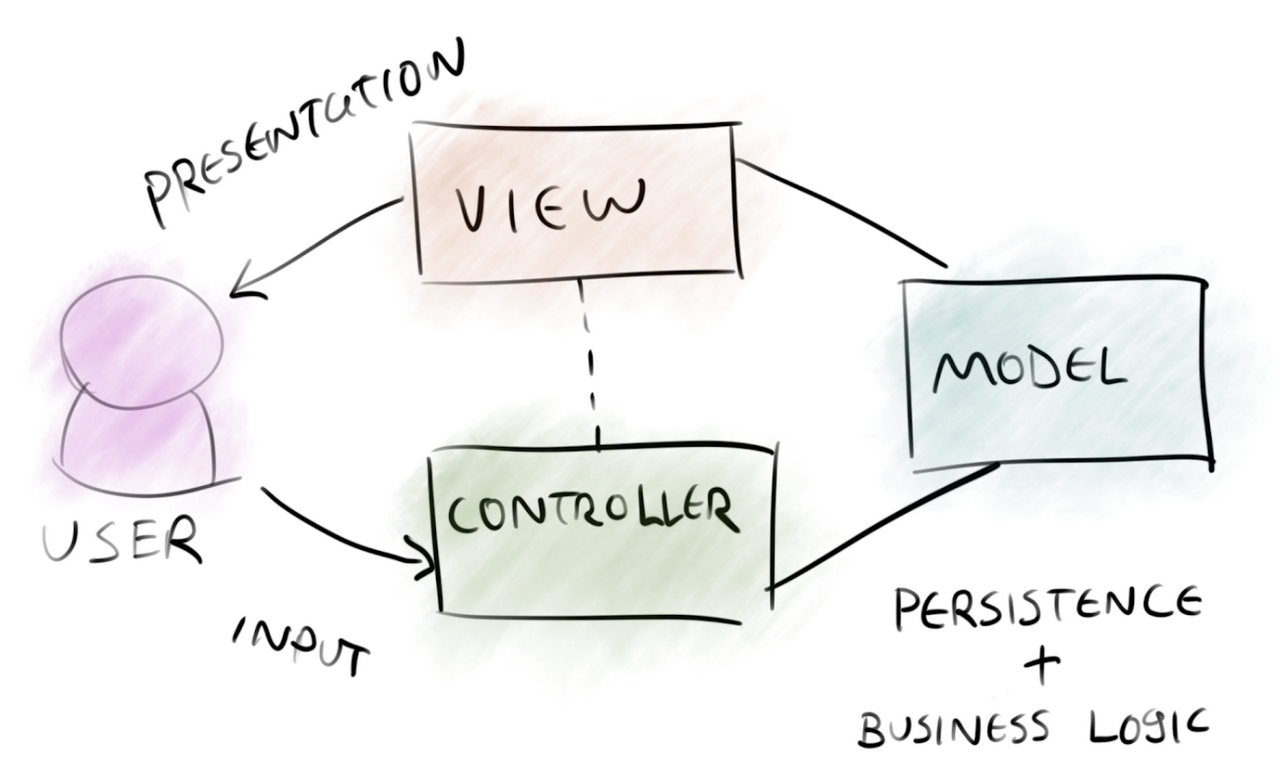 PRESENTATION
VIEW
MODEL
CONTROLLER
USER
INPUT
PERSISTENCE
+
BUSINESS LOGIC